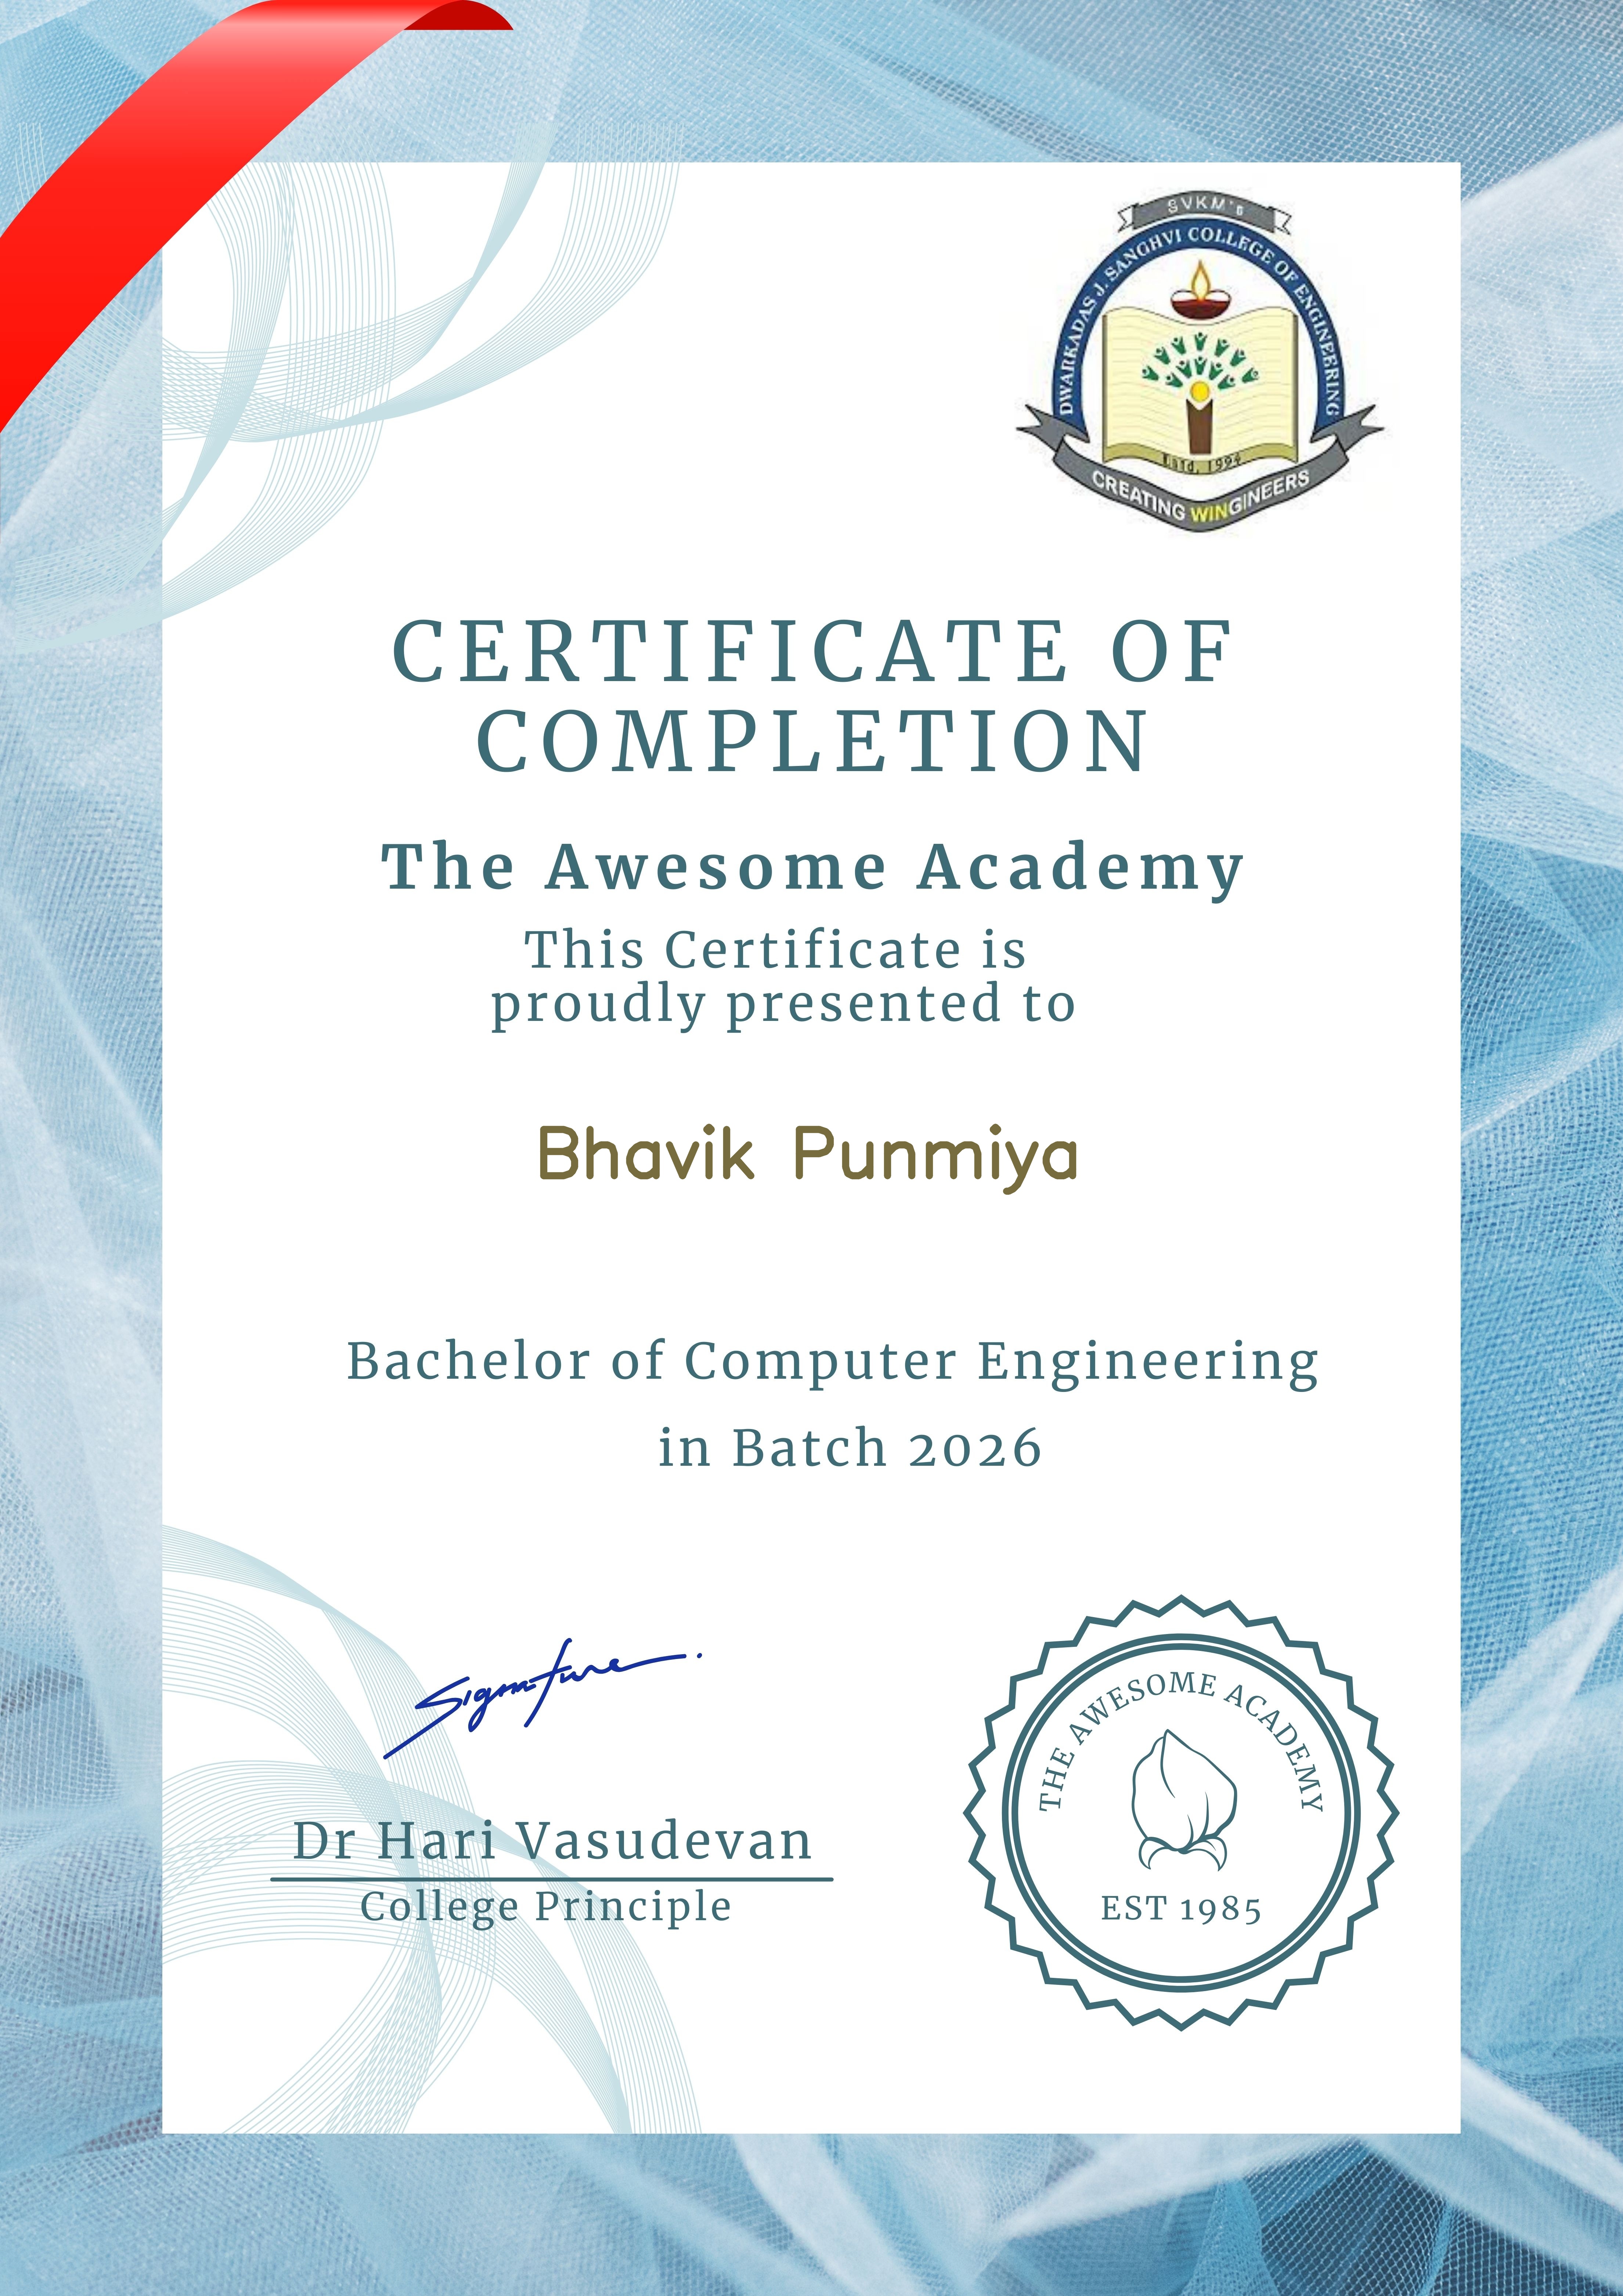 SVKM's
DWARKADAS J. SANGHVI COLLEGE OF ENGINEERING
Estd. 1994
CREATING WINGINEERS
CERTIFICATE OF
COMPLETION
The Awesome Academy
This Certificate is
proudly presented to
Bhavik Punmiya
Bachelor of Computer Engineering
in Batch 2026
Signature
Dr Hari Vasudevan
College Principle
THE AWESOME ACADEMY
EST 1985